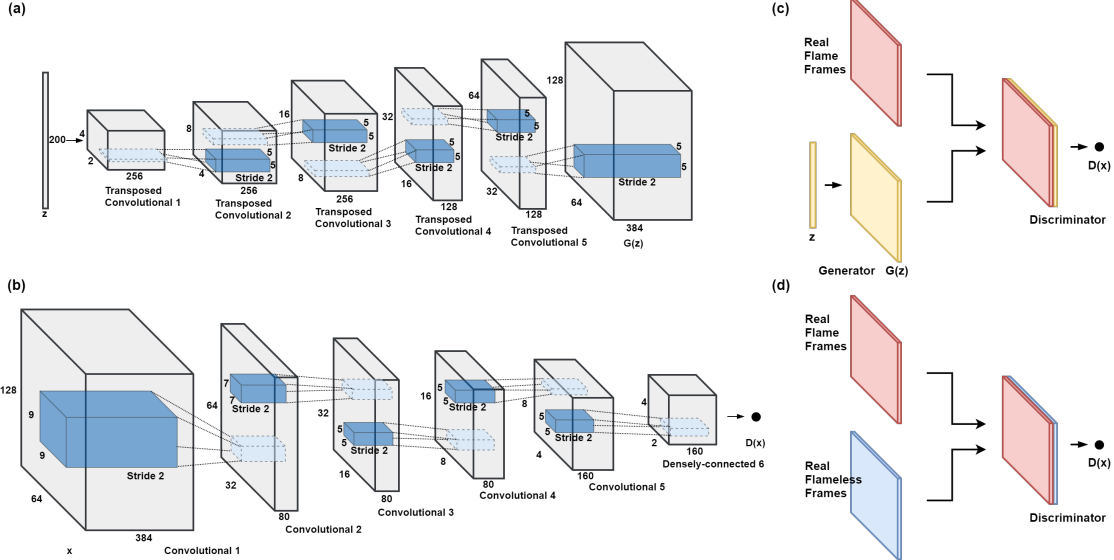 (a)
z
200
4
2
256
Transposed
Convolutional 1
8
4
Stride 2
5
5
256
Transposed
Convolutional 2
16
8
5
5
Stride 2
256
Transposed
Convolutional 3
32
16
5
5
Stride 2
128
Transposed
Convolutional 4
64
32
5
5
Stride 2
128
Transposed
Convolutional 5
128
64
5
5
Stride 2
384
G(z)
(b)
128
64
9
9
Stride 2
384
x
Convolutional 1
64
32
7
7
Stride 2
80
Convolutional 2
32
16
5
5
Stride 2
80
Convolutional 3
16
8
5
5
Stride 2
80
Convolutional 4
8
4
5
5
Stride 2
160
Convolutional 5
4
2
160
Densely-connected 6
D(x)
(c)
Real
Flame
Frames
z
Generator G(z)
D(x)
Discriminator
(d)
Real
Flame
Frames
Real
Flameless
Frames
D(x)
Discriminator